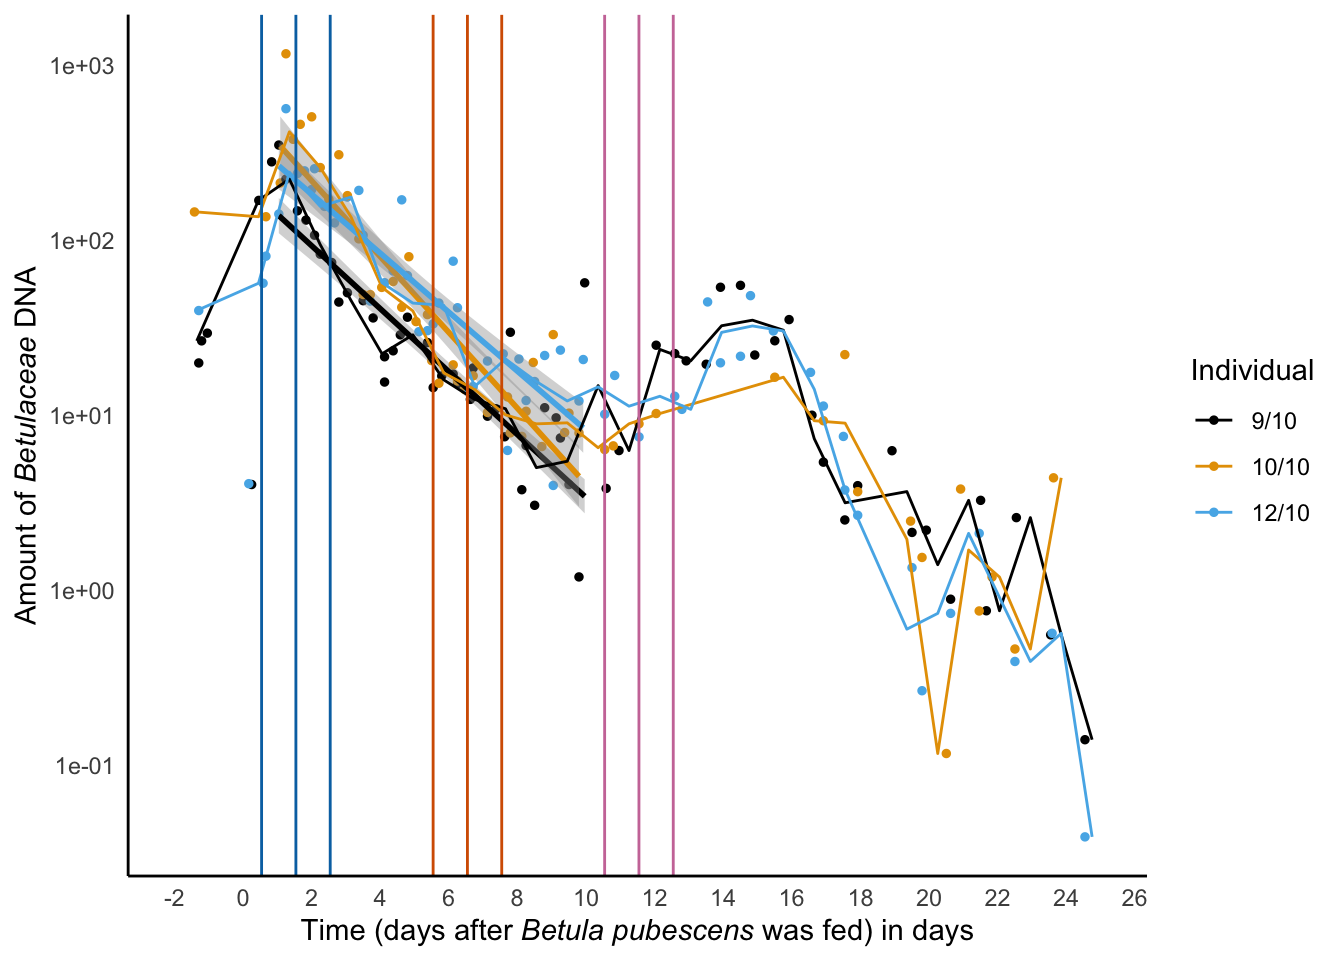 1e+03
1e+02
1e+01
1e+00
1e-01
Amount of Betulaceae DNA
-2 0 2 4 6 8 10 12 14 16 18 20 22 24 26
Time (days after Betula pubescens was fed) in days
Individual
9/10
10/10
12/10